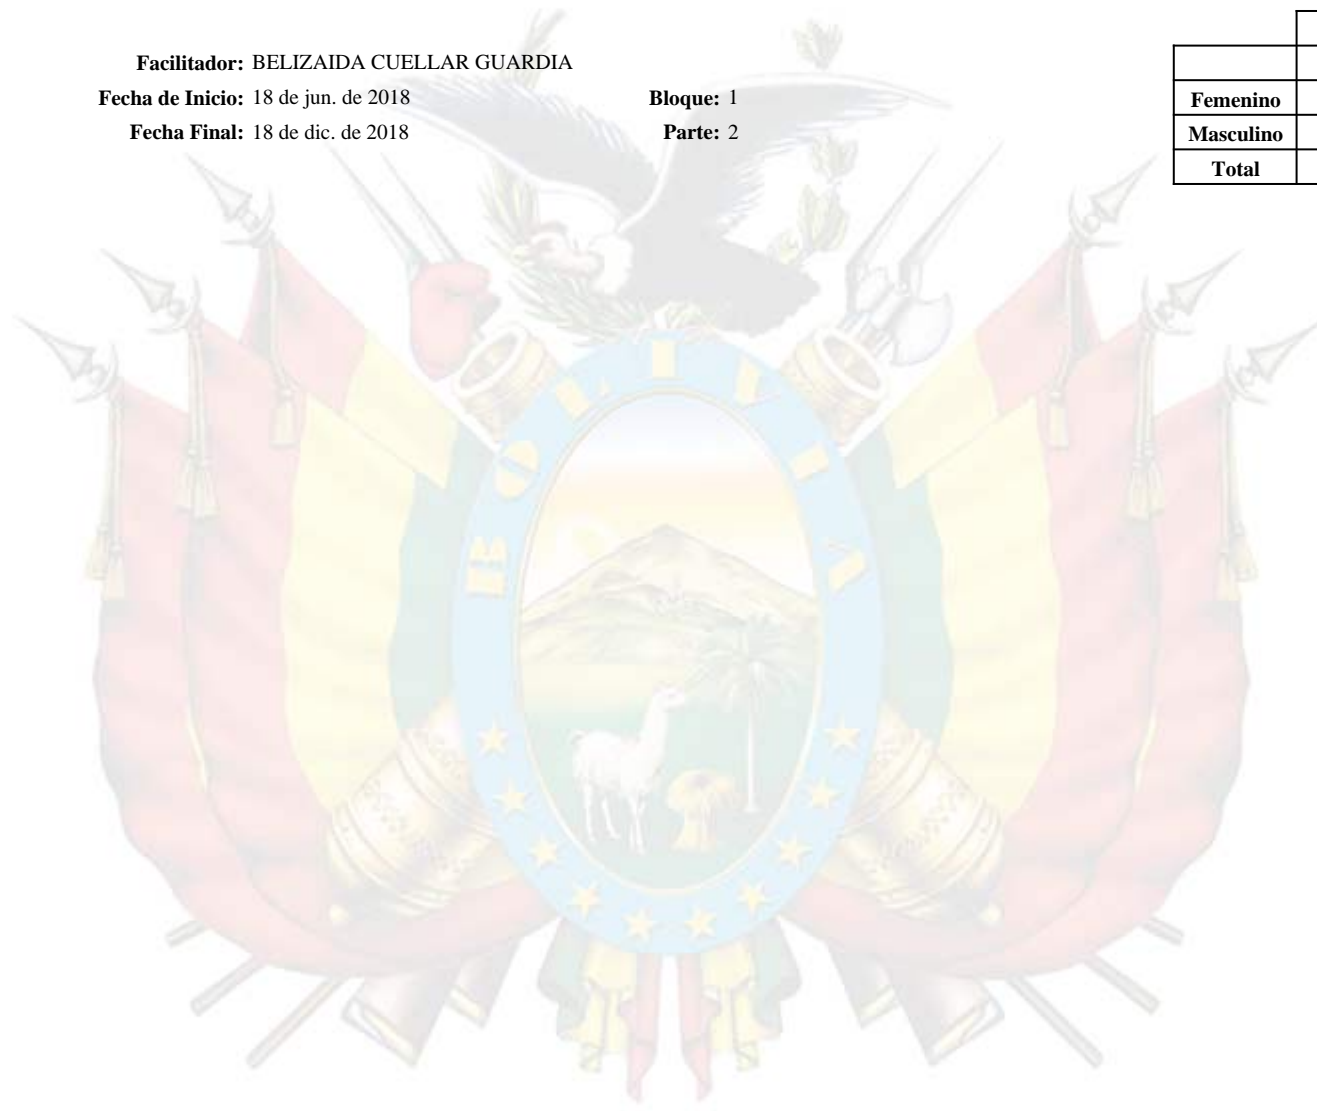 Facilitador: BELIZAIDA CUELLAR GUARDIA
Fecha de Inicio: 18 de jun. de 2018 Bloque: 1
Fecha Final: 18 de dic. de 2018 Parte: 2
Femenino
Masculino
Total
BOLIVIA